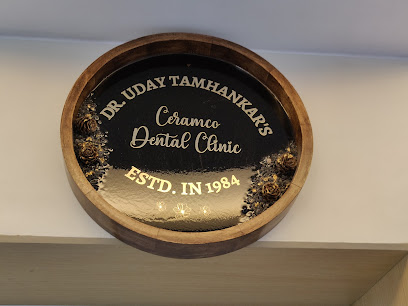 DR. UDAY TAMHANKAR'S
Ceramco
Dental Clinic
ESTD. IN 1984